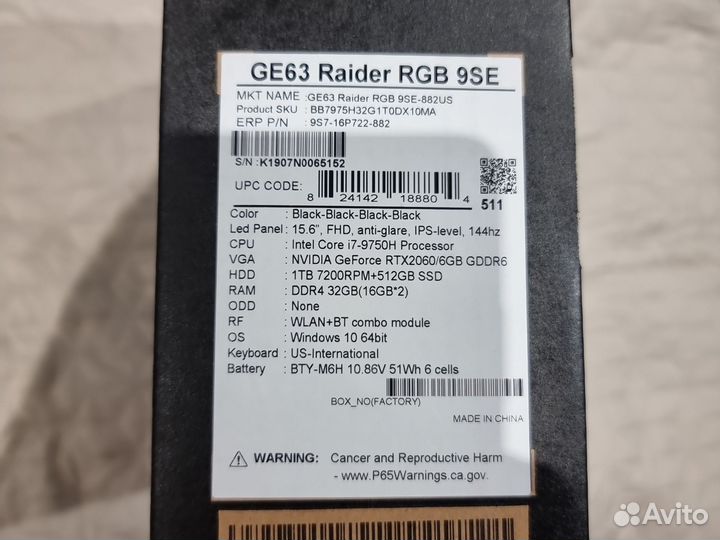 GE63 Raider RGB 9SE
MKT NAME :GE63 Raider RGB 9SE-882US
Product SKU : BB7975H32G1T0DX10MA
ERP P/N : 9S7-16P722-882
S/N:K1907N0065152
UPC CODE: 8 24142 18880 4
511
Color : Black-Black-Black-Black
Led Panel : 15.6", FHD, anti-glare, IPS-level, 144hz
CPU : Intel Core i7-9750H Processor
VGA : NVIDIA GeForce RTX2060/6GB GDDR6
HDD : 1TB 7200RPM+512GB SSD
RAM : DDR4 32GB(16GB*2)
ODD : None
RF : WLAN+BT combo module
OS : Windows 10 64bit
Keyboard : US-International
Battery : BTY-M6H 10.86V 51Wh 6 cells
BOX_NO(FACTORY)
MADE IN CHINA
WARNING: Cancer and Reproductive Harm
- www.P65Warnings.ca.gov.
Avito